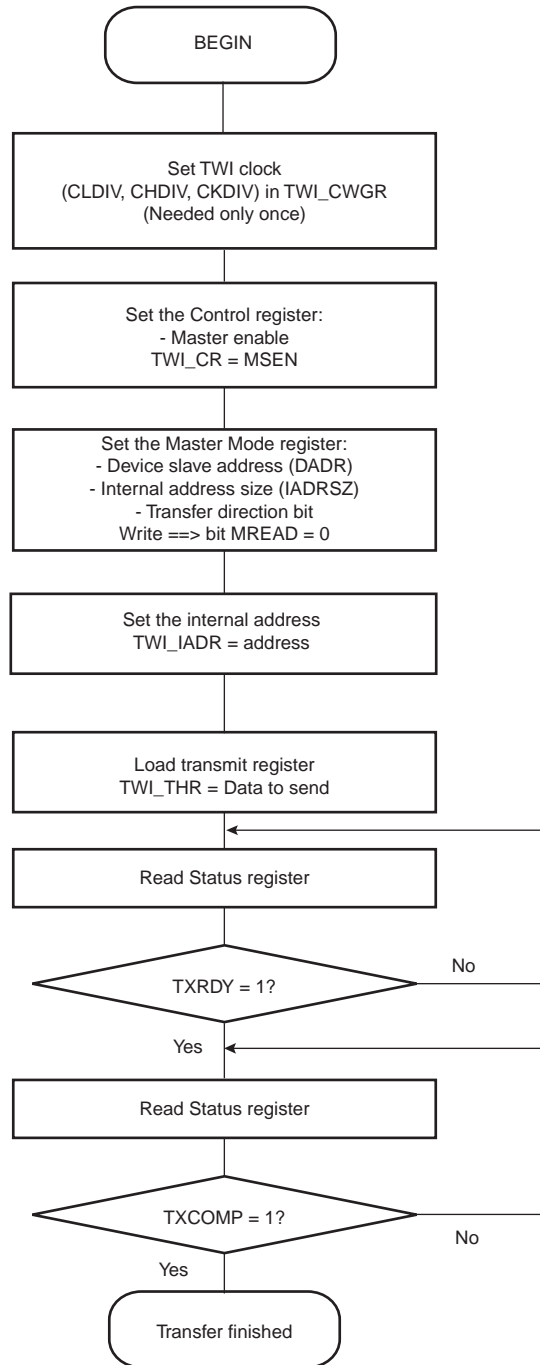 BEGIN
Set TWI clock
(CLDIV, CHDIV, CKDIV) in TWI_CWGR
(Needed only once)
Set the Control register:
- Master enable
TWI_CR = MSEN
Set the Master Mode register:
- Device slave address (DADR)
- Internal address size (IADRSZ)
- Transfer direction bit
Write ==> bit MREAD = 0
Set the internal address
TWI_IADR = address
Load transmit register
TWI_THR = Data to send
Read Status register
TXRDY = 1?
No
Yes
Read Status register
TXCOMP = 1?
No
Yes
Transfer finished